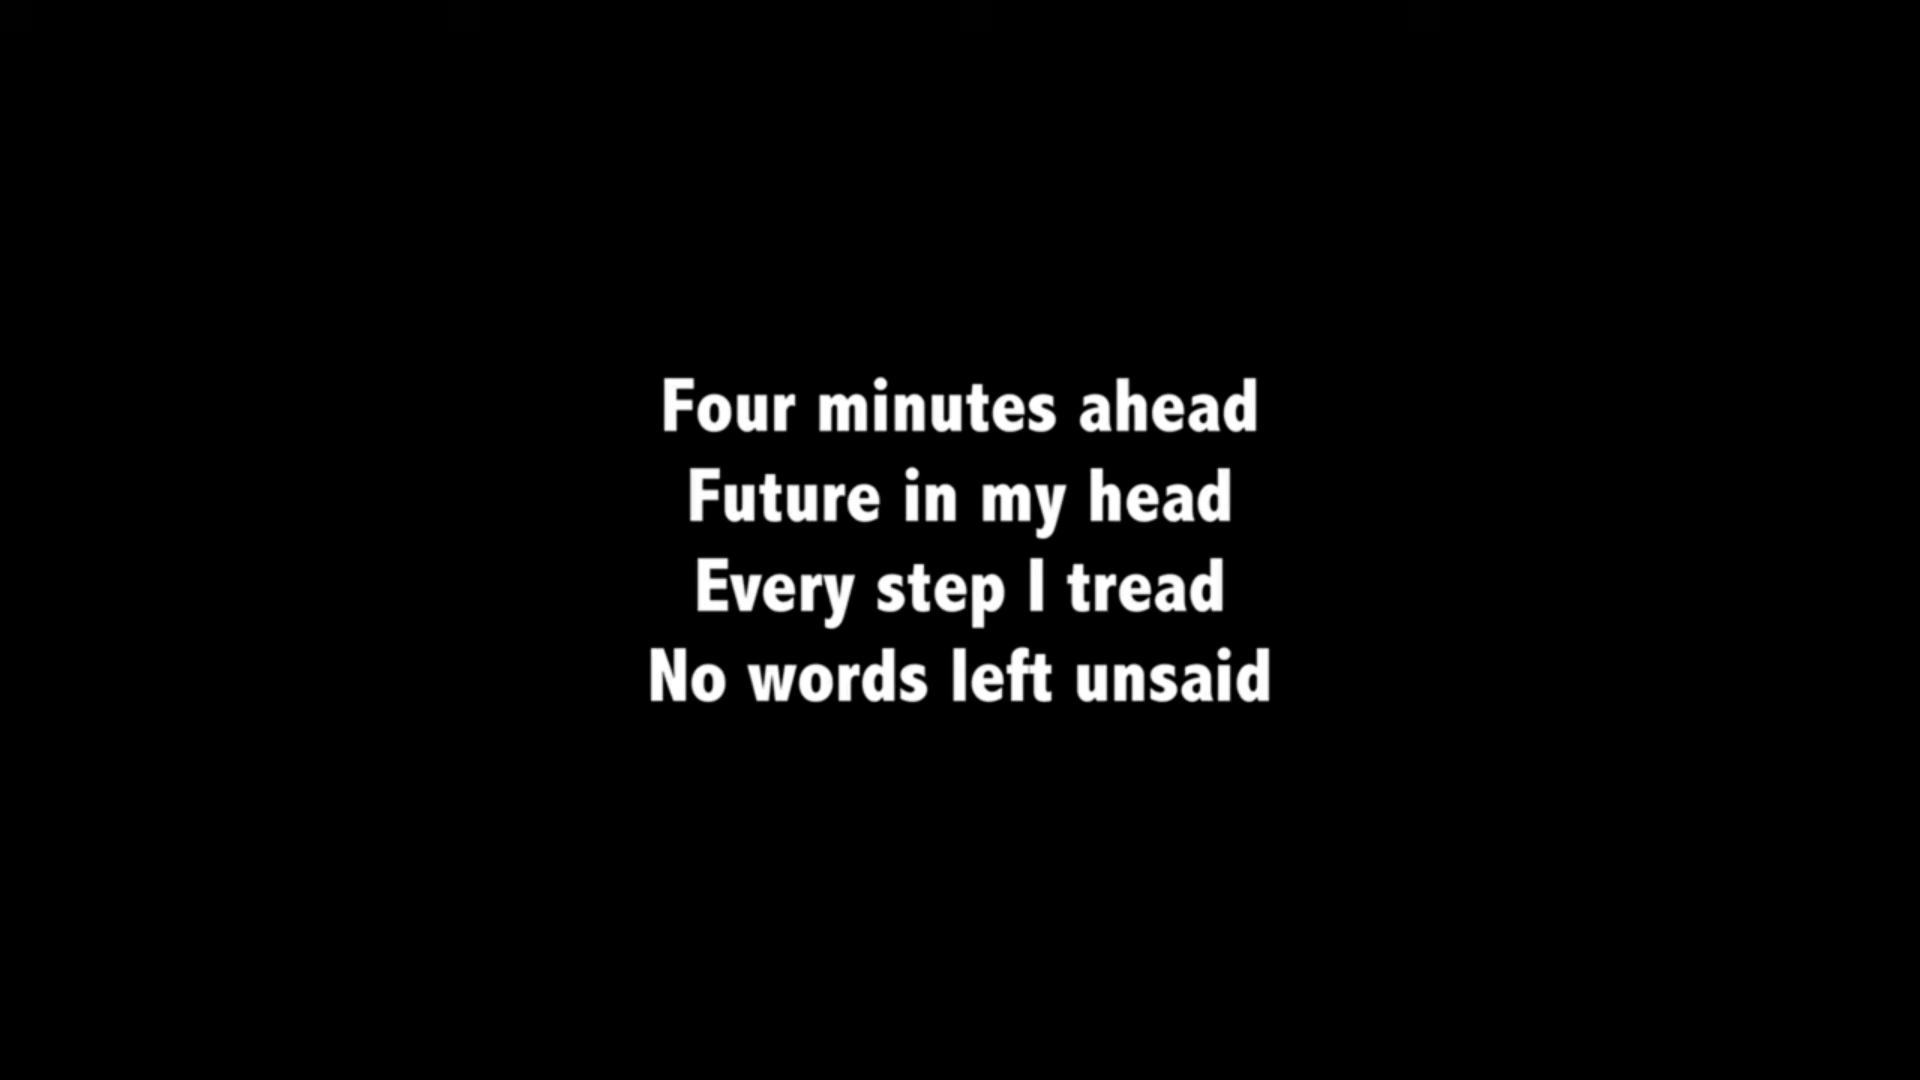 Four minutes ahead
Future in my head
Every step I tread
No words left unsaid